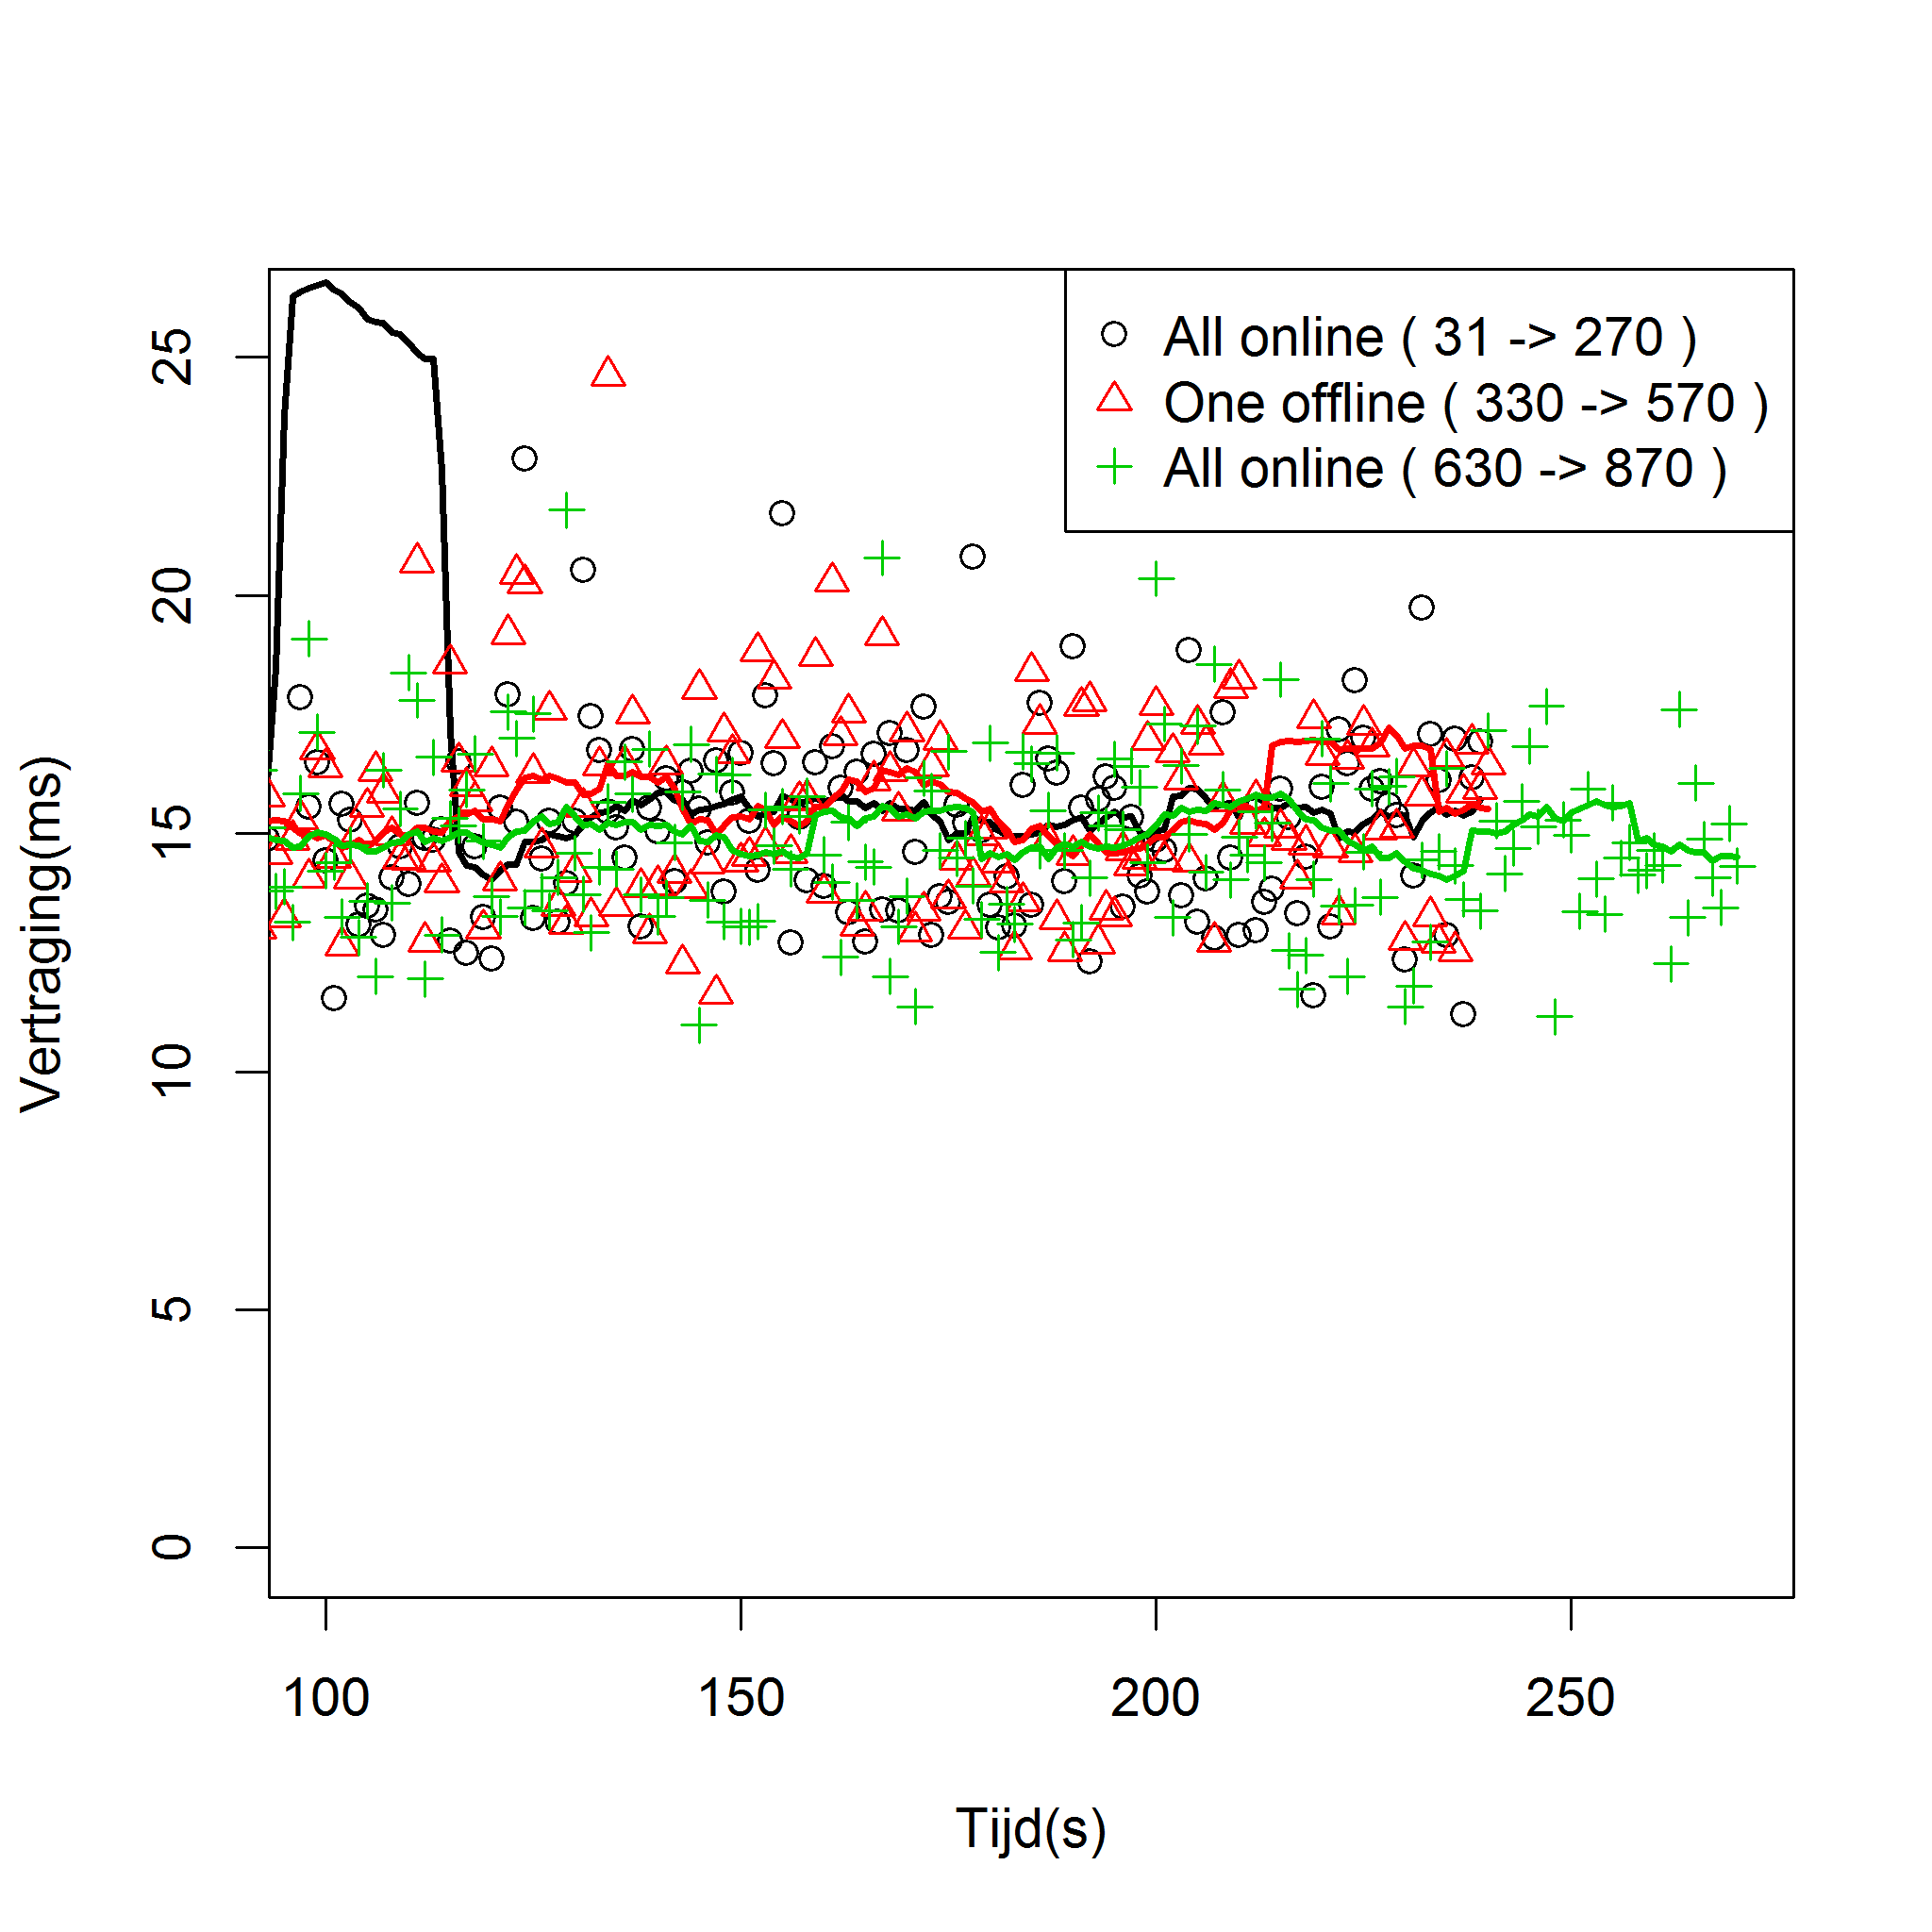 All online ( 31 -> 270 )
One offline ( 330 -> 570 )
All online ( 630 -> 870 )
25
20
15
10
5
0
Vertraging(ms)
100 150 200 250
Tijd(s)